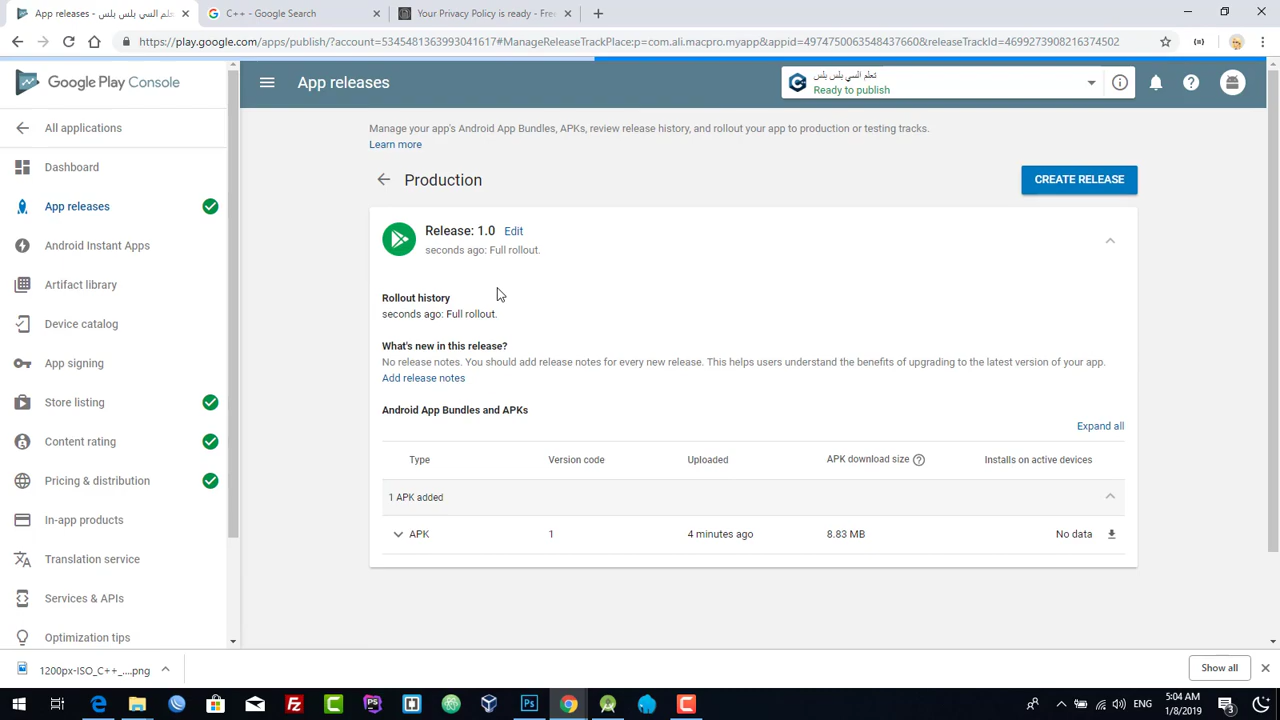 App releases - تعلم السي بلس بلس
C++ - Google Search
Your Privacy Policy is ready - Free
https://play.google.com/apps/publish/?account=5345481363993041617#ManageReleaseTrackPlace:p=com.ali.macpro.myapp&appid=4974750063548437660&releaseTrackId=4699273908216374502
Google Play Console
App releases
تعلم السي بلس بلس
Ready to publish
All applications
Dashboard
App releases
Android Instant Apps
Artifact library
Device catalog
App signing
Store listing
Content rating
Pricing & distribution
In-app products
Translation service
Services & APIs
Optimization tips
Manage your app's Android App Bundles, APKs, review release history, and rollout your app to production or testing tracks.
Learn more
Production
CREATE RELEASE
Release: 1.0 Edit
seconds ago: Full rollout.
Rollout history
seconds ago: Full rollout.
What's new in this release?
No release notes. You should add release notes for every new release. This helps users understand the benefits of upgrading to the latest version of your app.
Add release notes
Android App Bundles and APKs
Expand all
Type Version code Uploaded APK download size Installs on active devices
1 APK added
APK 1 4 minutes ago 8.83 MB No data
1200px-ISO_C++_....png
Show all
ENG
5:04 AM
1/8/2019
3